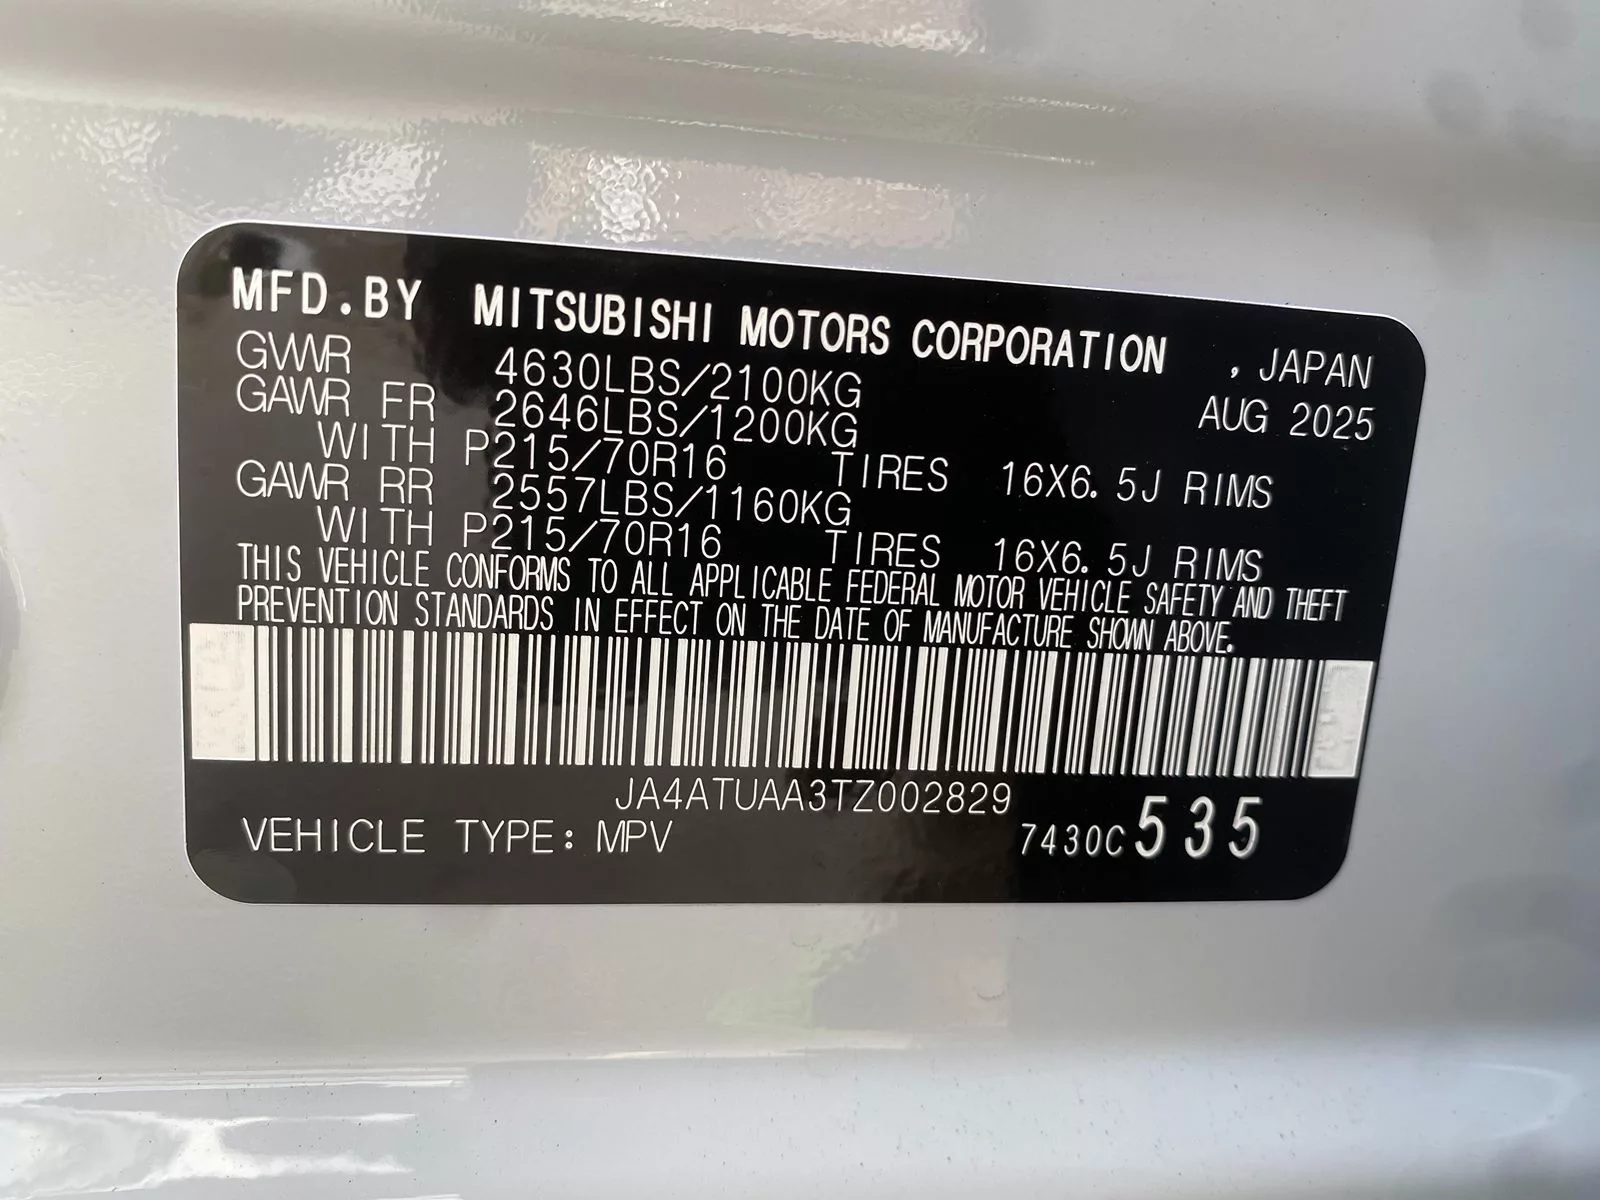 MFD.BY MITSUBISHI MOTORS CORPORATION , JAPAN
GVWR 4630LBS/2100KG AUG 2025
GAWR FR 2646LBS/1200KG
WITH P215/70R16 TIRES 16X6.5J RIMS
GAWR RR 2557LBS/1160KG
WITH P215/70R16 TIRES 16X6.5J RIMS
THIS VEHICLE CONFORMS TO ALL APPLICABLE FEDERAL MOTOR VEHICLE SAFETY AND THEFT
PREVENTION STANDARDS IN EFFECT ON THE DATE OF MANUFACTURE SHOWN ABOVE.
JA4ATUAA3TZ002829
VEHICLE TYPE: MPV 7430C 535